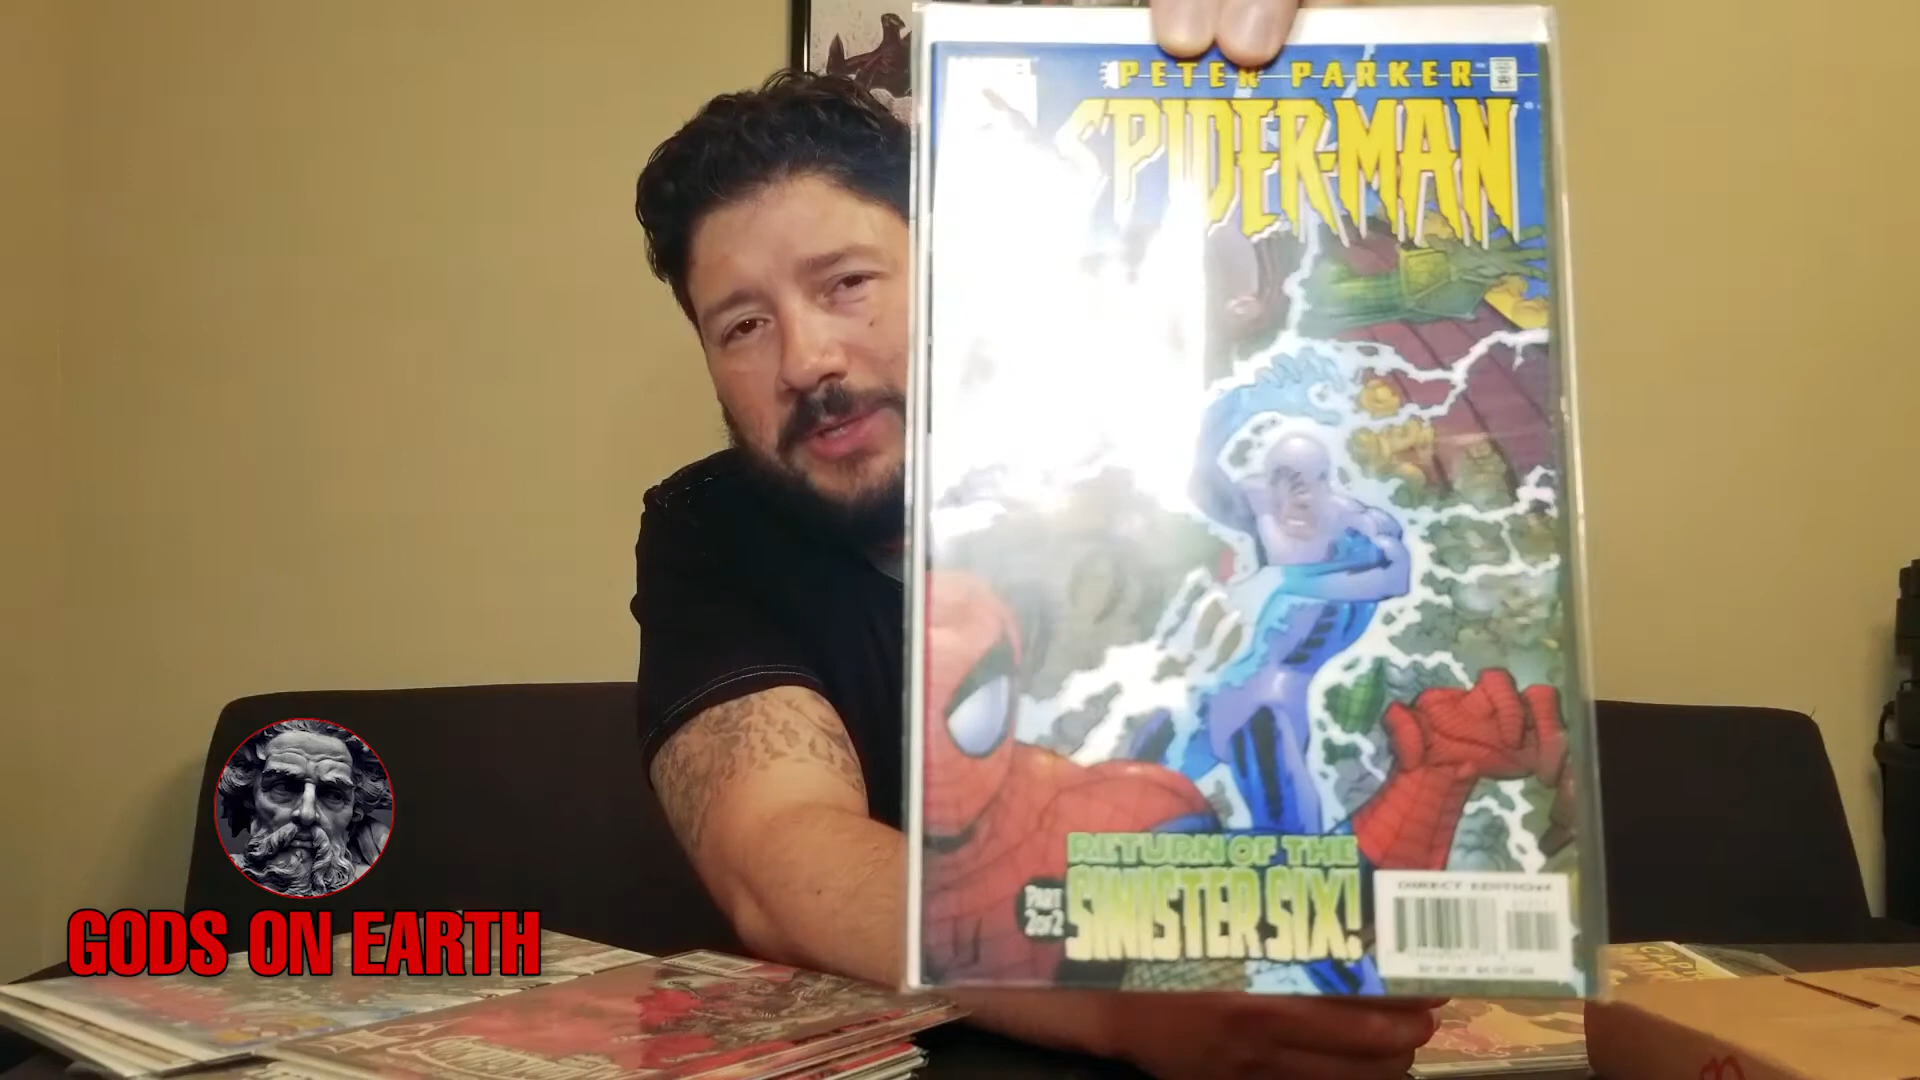 PETER PARKER
SPIDER-MAN
RETURN OF THE
PART
2 of 2
SINISTER SIX!
DIRECT EDITION
GODS ON EARTH